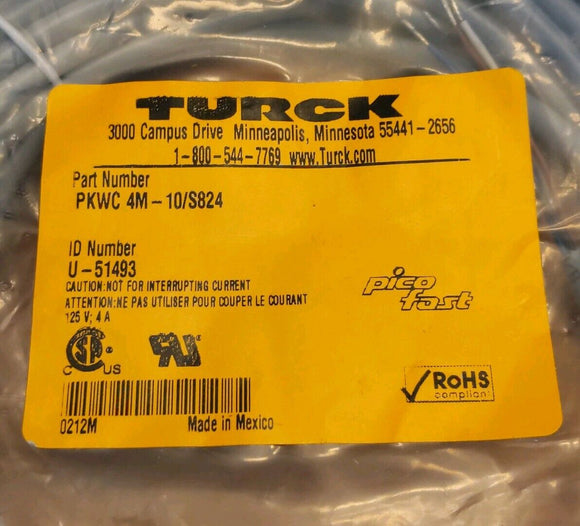 TURCK
3000 Campus Drive Minneapolis, Minnesota 55441-2656
1-800-544-7769 www.Turck.com
Part Number
PKWC 4M-10/S824
ID Number
U-51493
CAUTION:NOT FOR INTERRUPTING CURRENT
ATTENTION:NE PAS UTILISER POUR COUPER LE COURANT
125 V; 4 A
pico
fast
C US
RoHS
compliant
0212M Made in Mexico